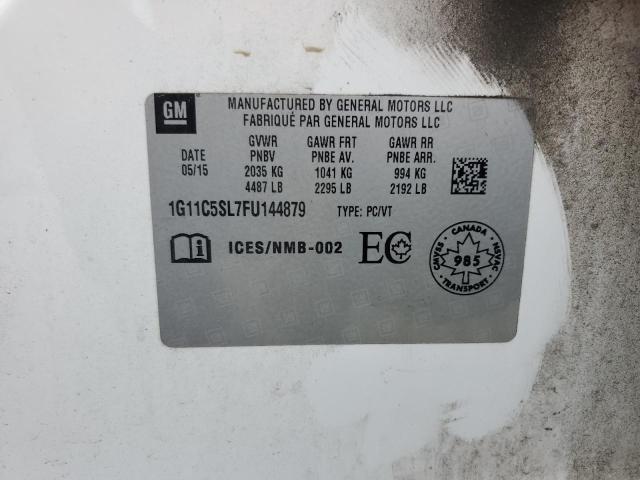 GM
MANUFACTURED BY GENERAL MOTORS LLC
FABRIQUÉ PAR GENERAL MOTORS LLC
GVWR GAWR FRT GAWR RR
DATE PNBV PNBE AV. PNBE ARR.
05/15 2035 KG 1041 KG 994 KG
4487 LB 2295 LB 2192 LB
1G11C5SL7FU144879 TYPE: PC/VT
ICES/NMB-002 EC
CANADA
CMVSS 985 NSVAC
TRANSPORT